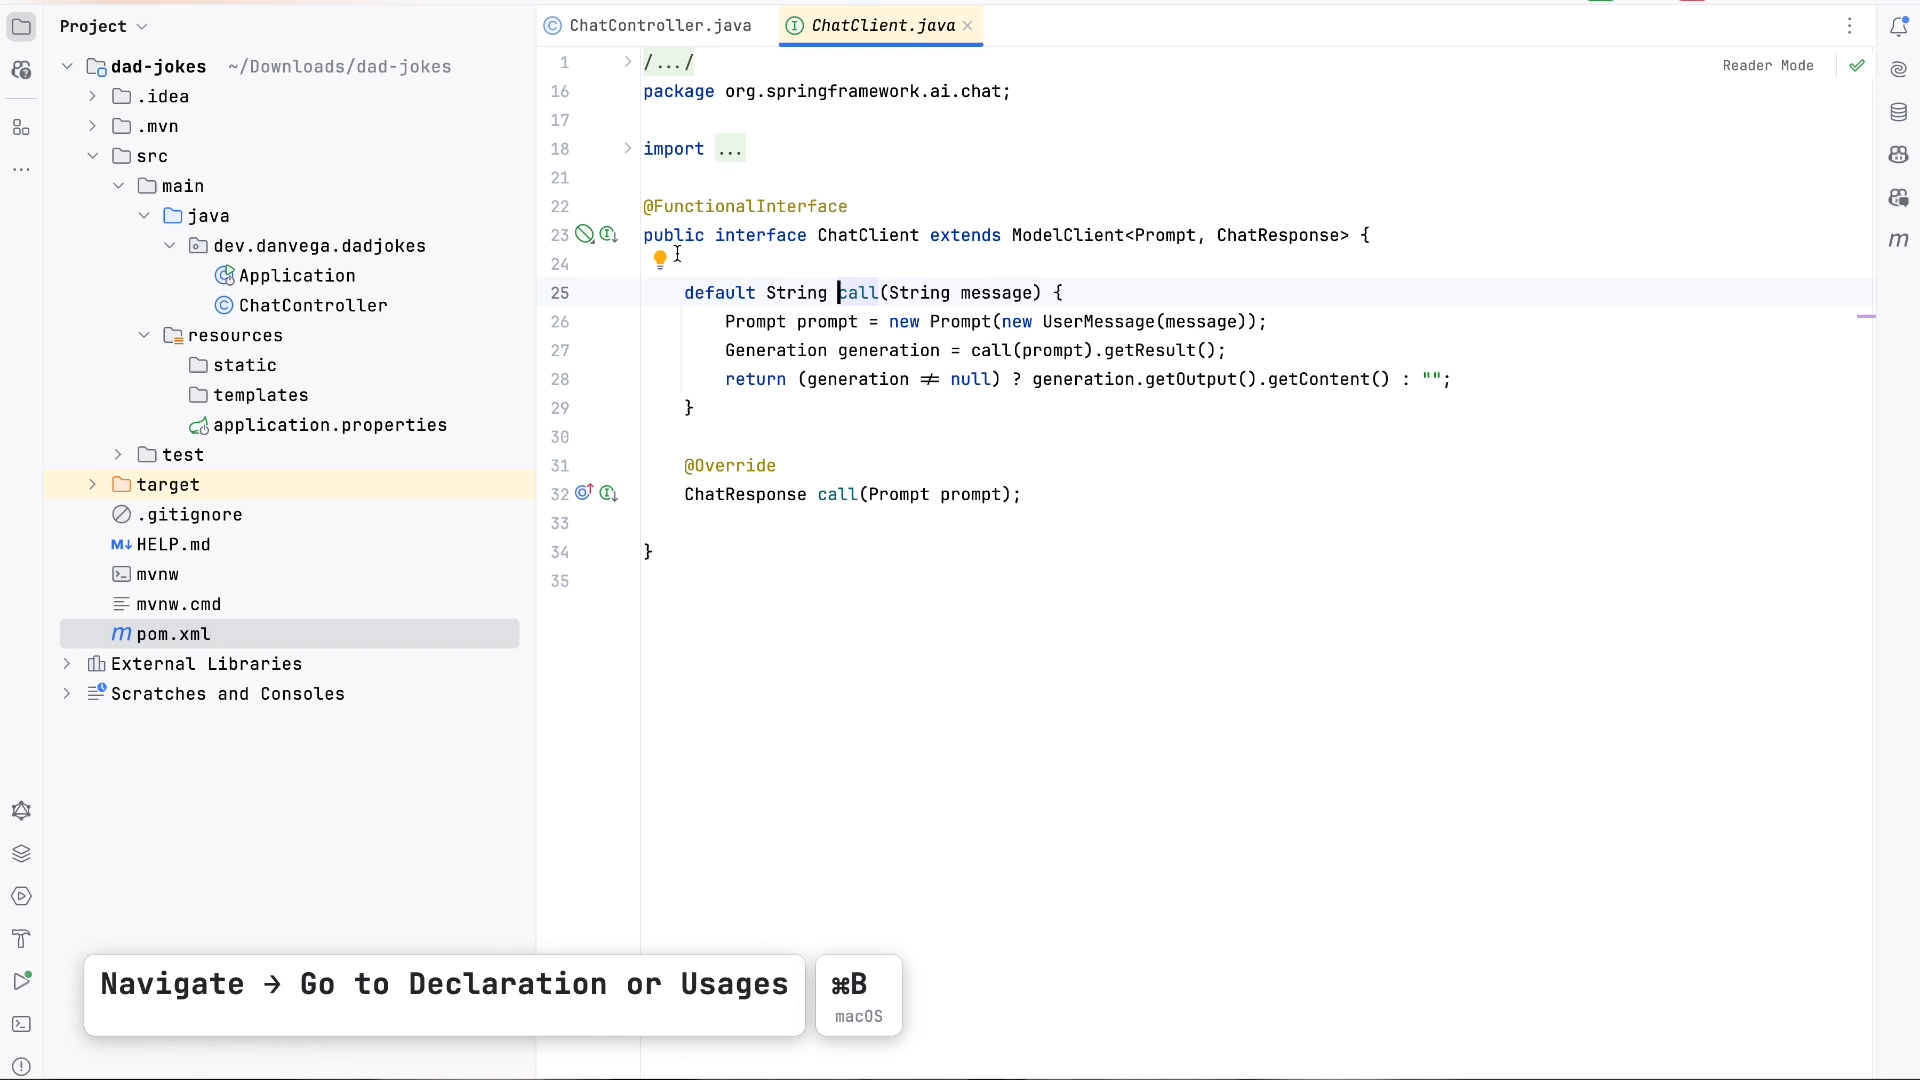 Project
dad-jokes ~/Downloads/dad-jokes
.idea
.mvn
src
main
java
dev.danvega.dadjokes
Application
ChatController
resources
static
templates
application.properties
test
target
.gitignore
M↓ HELP.md
mvnw
mvnw.cmd
m pom.xml
External Libraries
Scratches and Consoles
ChatController.java
ChatClient.java
Reader Mode
1 /.../
16 package org.springframework.ai.chat;
17
18 import ...
21
22 @FunctionalInterface
23 public interface ChatClient extends ModelClient<Prompt, ChatResponse> {
24
25 default String call(String message) {
26 Prompt prompt = new Prompt(new UserMessage(message));
27 Generation generation = call(prompt).getResult();
28 return (generation ≠ null) ? generation.getOutput().getContent() : "";
29 }
30
31 @Override
32 ChatResponse call(Prompt prompt);
33
34 }
35
m
Navigate → Go to Declaration or Usages
⌘B
macOS